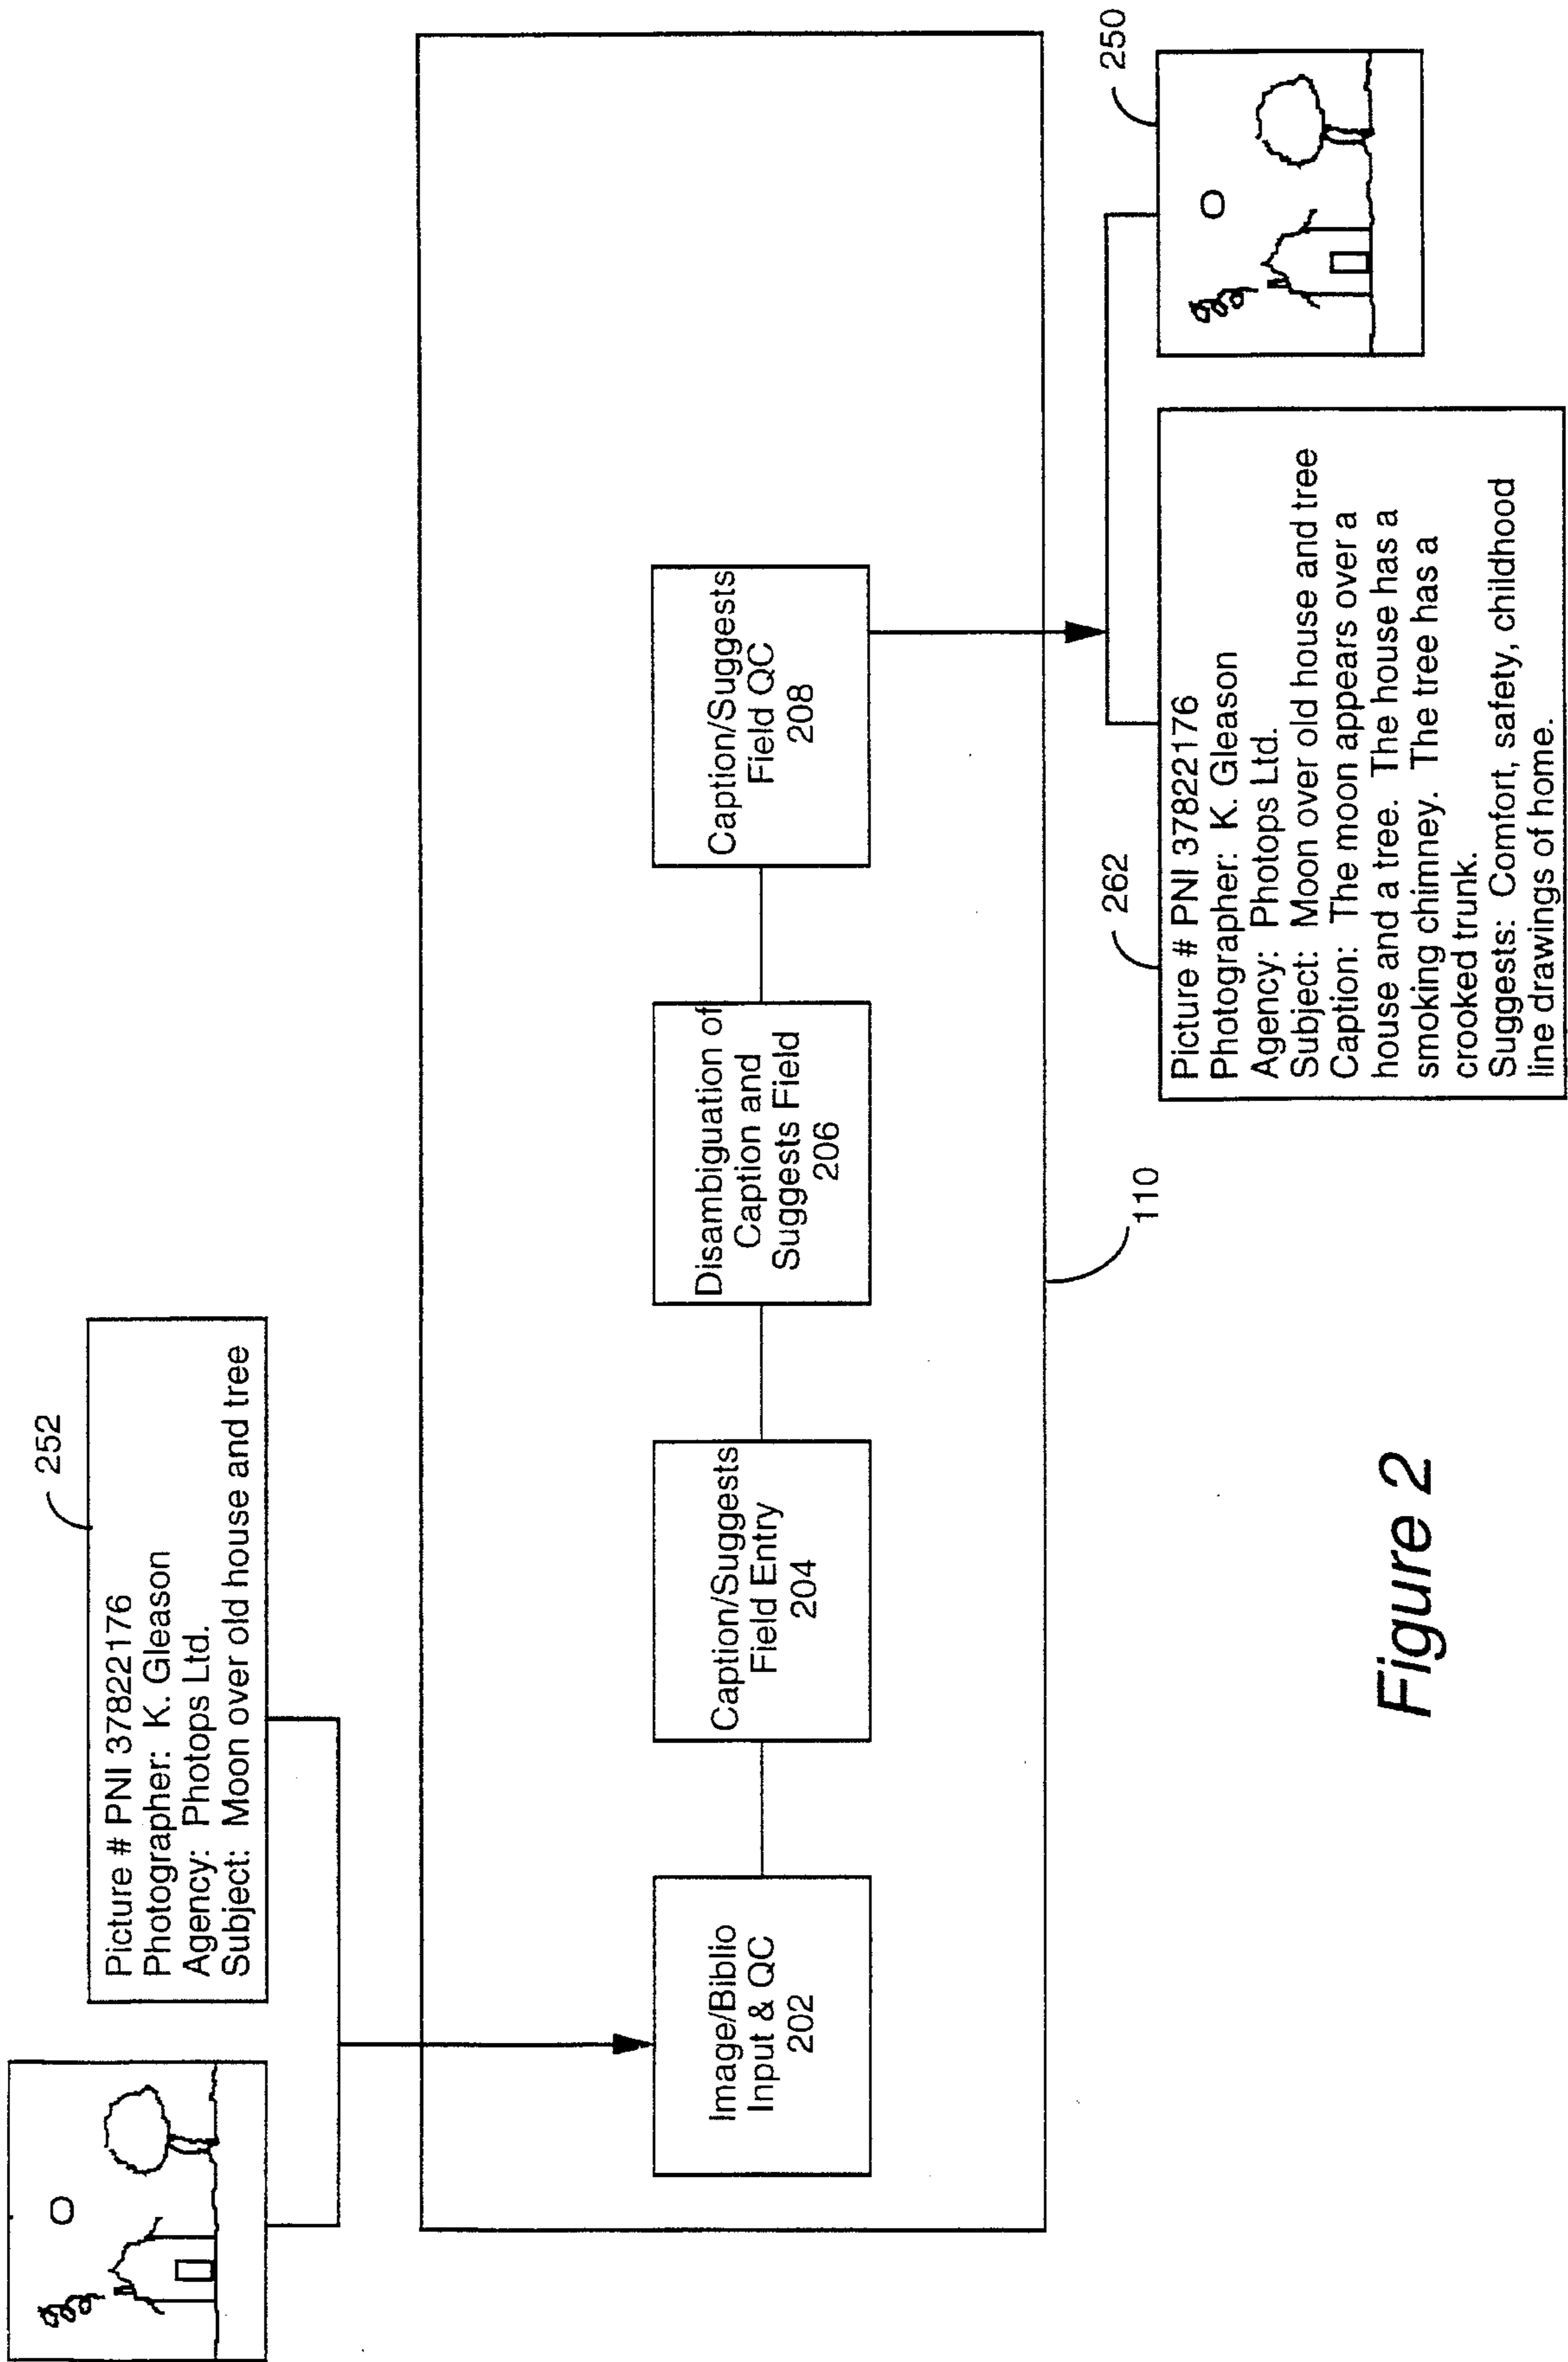 252
Picture # PNI 37822176
Photographer: K. Gleason
Agency: Photops Ltd.
Subject: Moon over old house and tree
Image/Biblio
Input & QC
202
Caption/Suggests
Field Entry
204
Disambiguation of
Caption and
Suggests Field
206
Caption/Suggests
Field QC
208
110
262
Picture # PNI 37822176
Photographer: K. Gleason
Agency: Photops Ltd.
Subject: Moon over old house and tree
Caption: The moon appears over a
house and a tree. The house has a
smoking chimney. The tree has a
crooked trunk.
Suggests: Comfort, safety, childhood
line drawings of home.
250
Figure 2